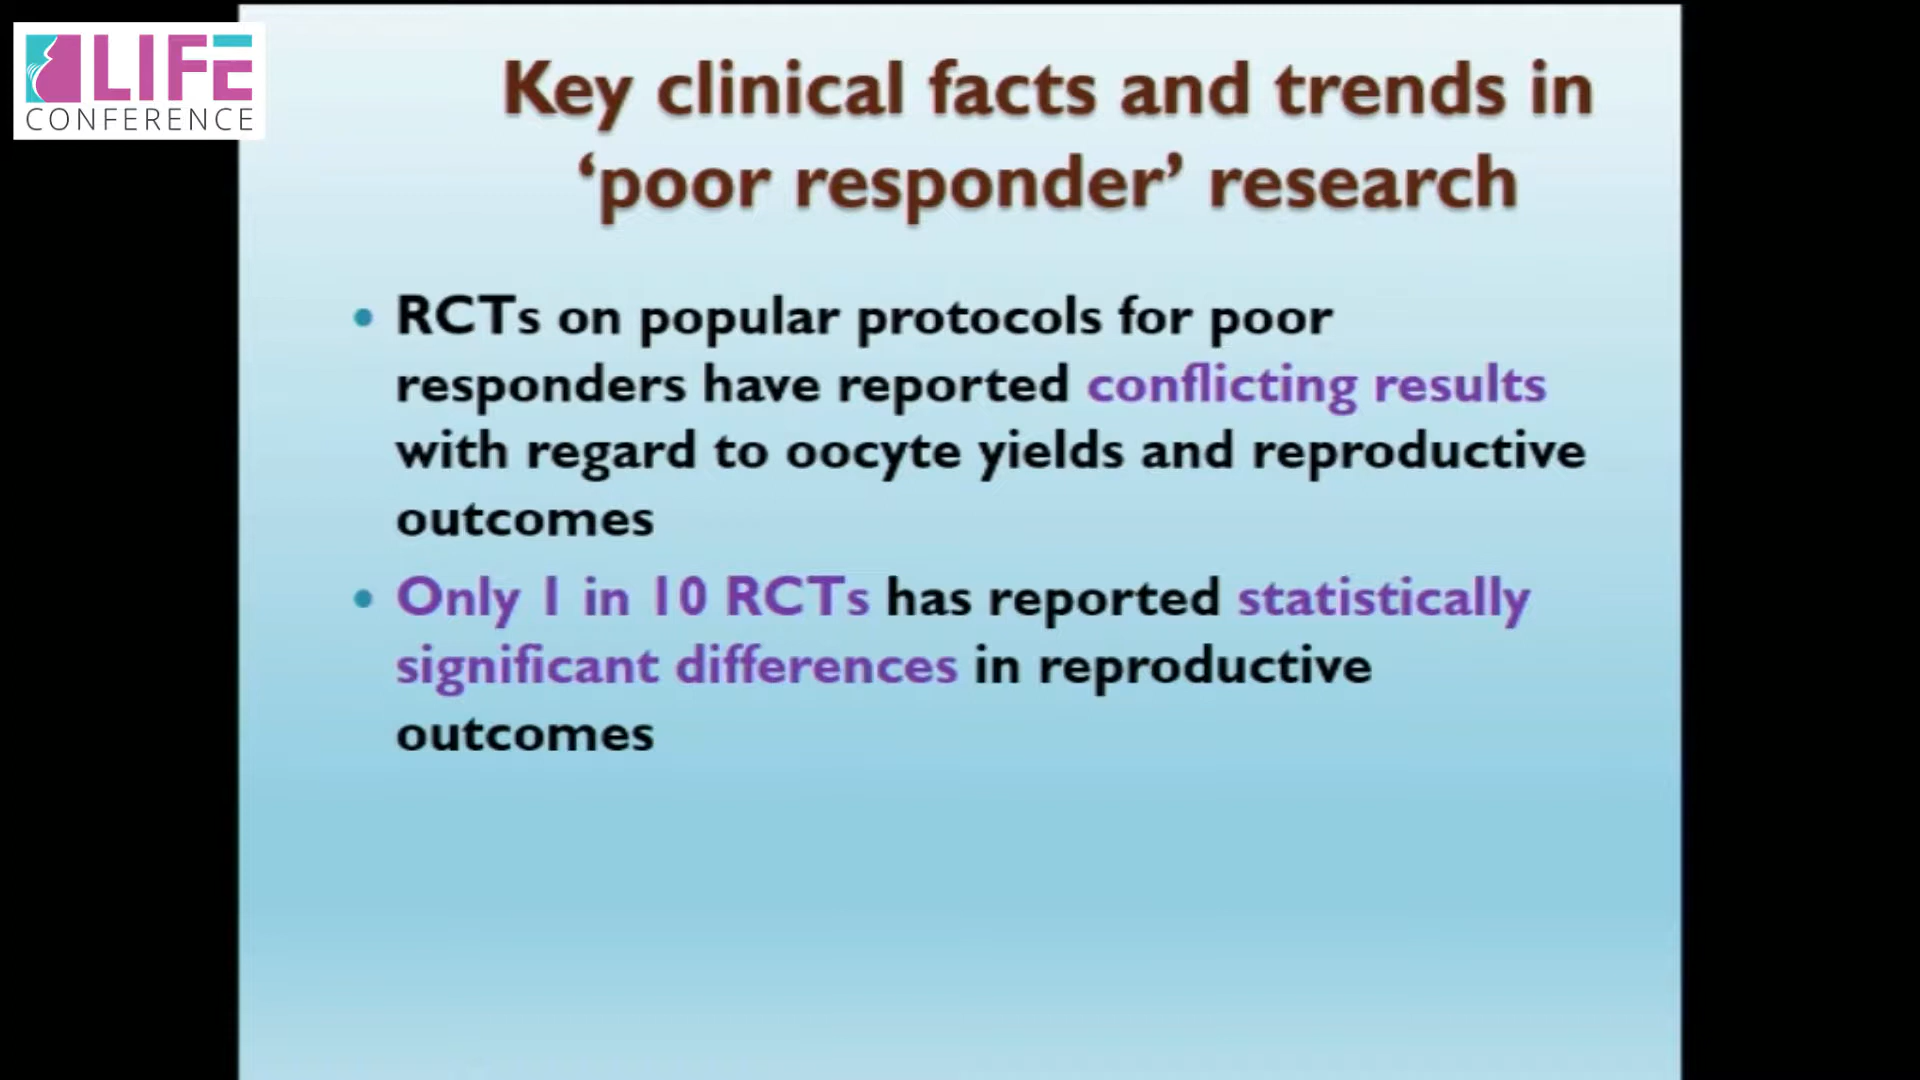 LIFE
CONFERENCE
Key clinical facts and trends in
‘poor responder’ research
• RCTs on popular protocols for poor
responders have reported conflicting results
with regard to oocyte yields and reproductive
outcomes
• Only 1 in 10 RCTs has reported statistically
significant differences in reproductive
outcomes